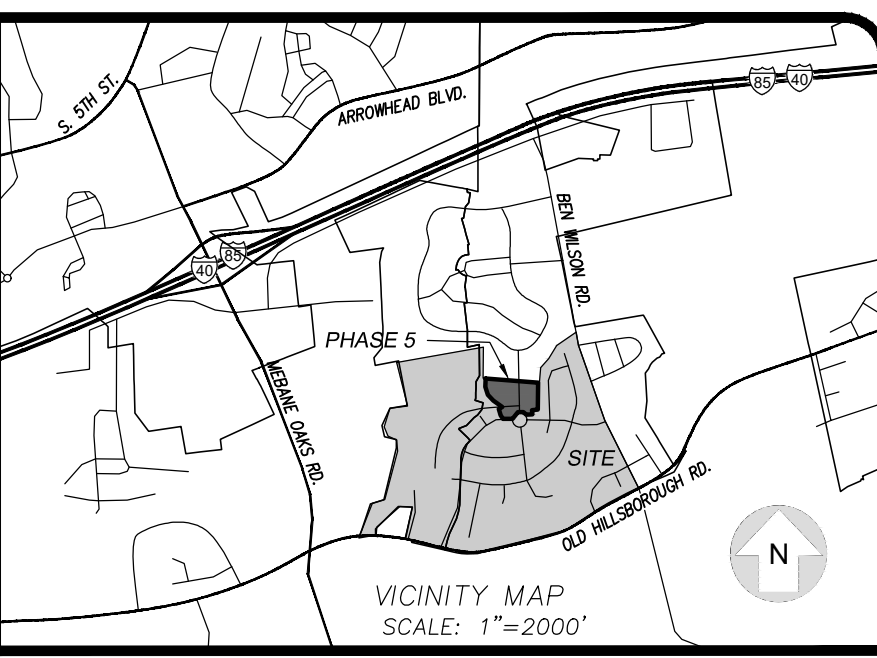 S. 5TH ST.
ARROWHEAD BLVD.
85 40
BEN WILSON RD.
85
40
PHASE 5
MEBANE OAKS RD.
SITE
OLD HILLSBOROUGH RD.
N
VICINITY MAP
SCALE: 1"=2000'